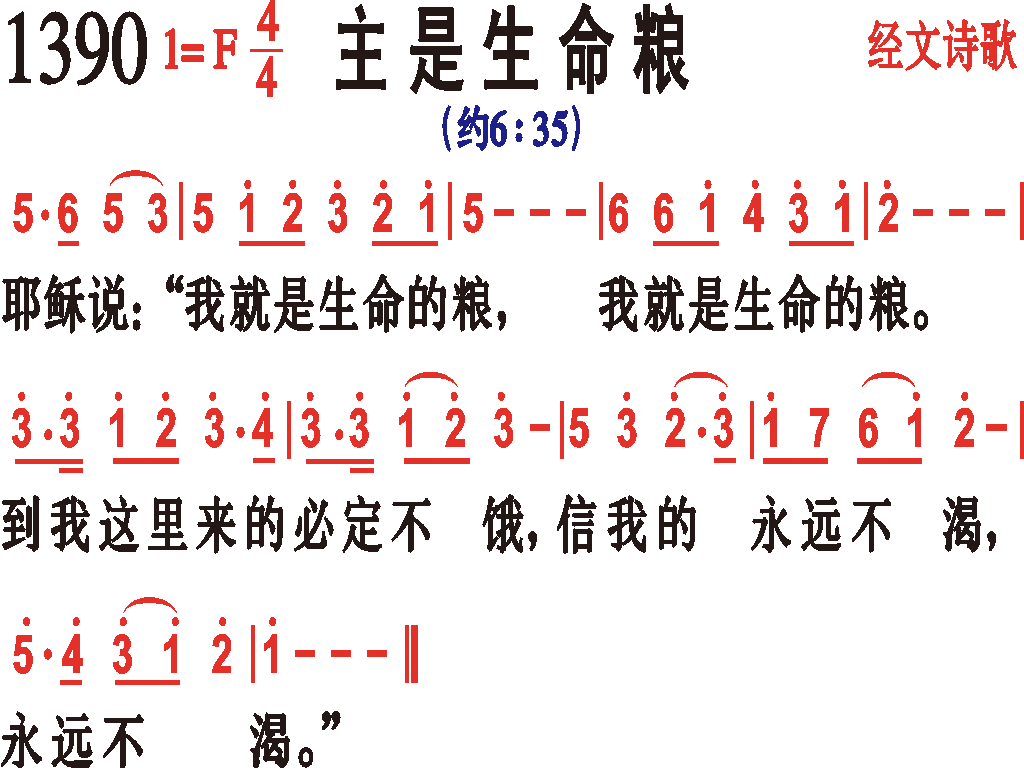 1390 1=F 4/4 主是生命粮 经文诗歌
(约6:35)
5·6 5 3|5 1̇ 2̇ 3̇ 2̇ 1̇|5---|6 6 1̇ 4̇ 3̇ 1̇|2̇---|
耶稣说:“我就是生命的粮, 我就是生命的粮。
3̇·3̇ 1̇ 2̇ 3̇·4̇|3̇·3̇ 1̇ 2̇ 3̇-|5 3̇ 2̇·3̇|1̇ 7 6 1̇ 2̇-|
到我这里来的必定不 饿,信我的 永远不 渴,
5̇·4̇ 3̇ 1̇ 2̇|1̇---‖
永远不 渴。”